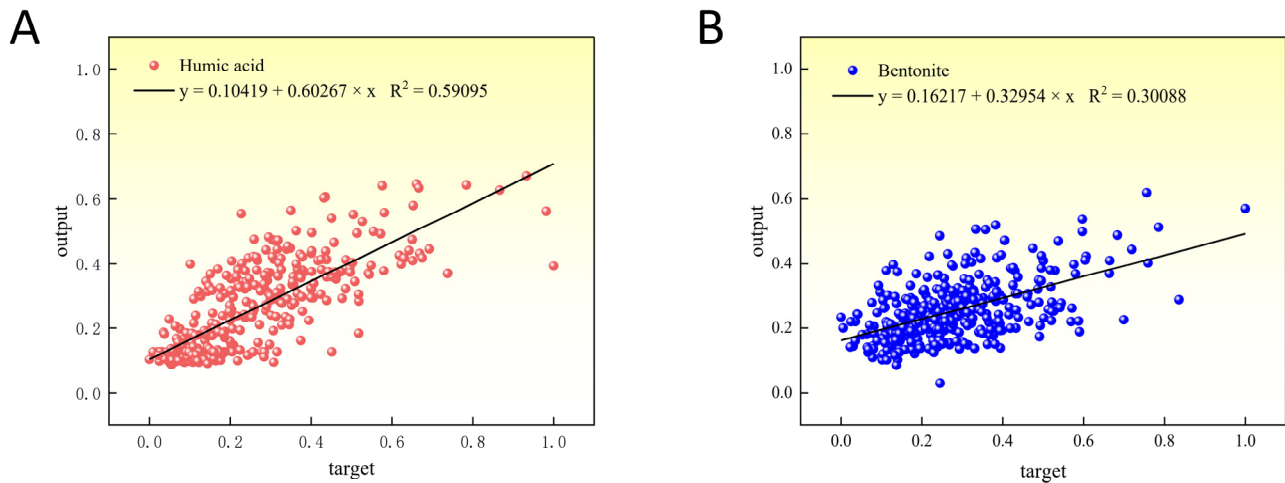 A
Humic acid
y = 0.10419 + 0.60267 × x R² = 0.59095
1.0
0.8
0.6
0.4
0.2
0.0
output
0.0 0.2 0.4 0.6 0.8 1.0
target
B
Bentonite
y = 0.16217 + 0.32954 × x R² = 0.30088
1.0
0.8
0.6
0.4
0.2
0.0
output
0.0 0.2 0.4 0.6 0.8 1.0
target